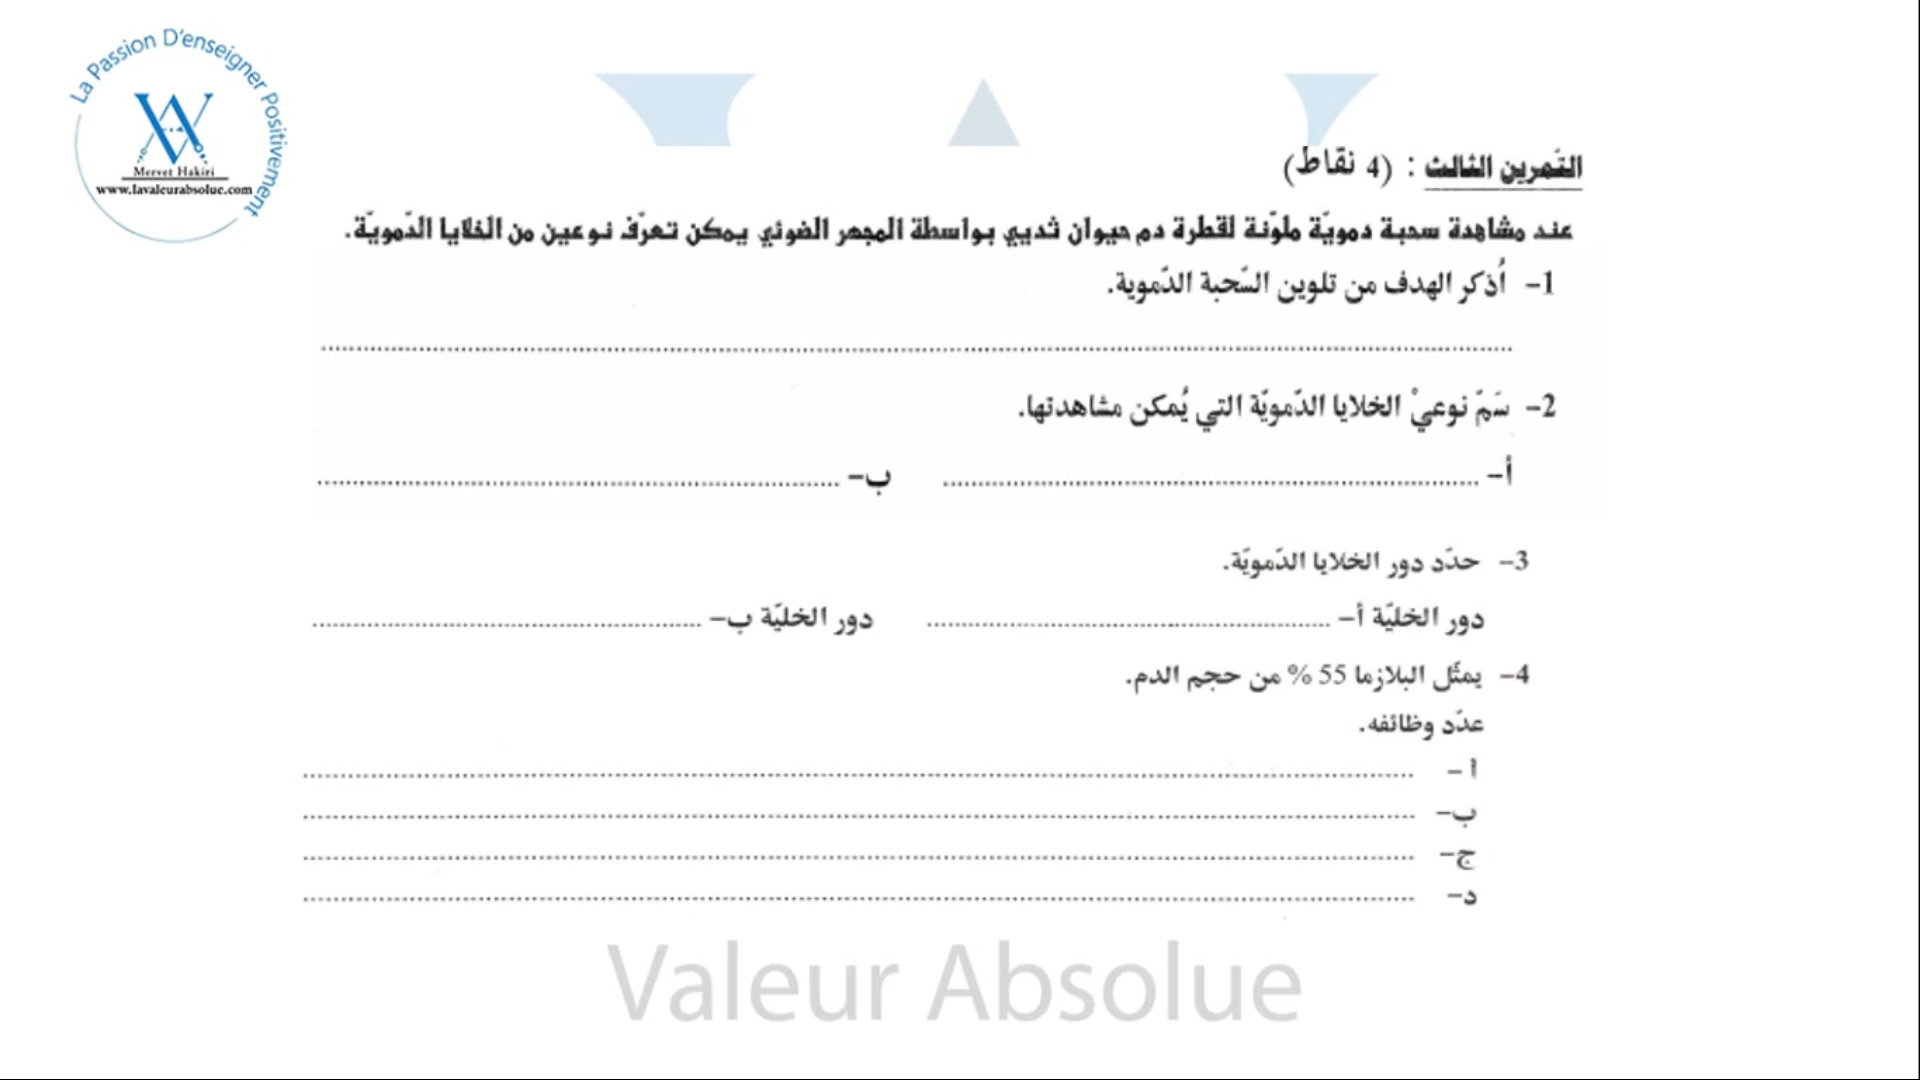 La Passion D'enseigner Positivement
Mervet Hakiri
www.lavaleurabsolue.com
التمرين الثالث : (4 نقاط)
عند مشاهدة سحبة دمويّة ملوّنة لقطرة دم حيوان ثديي بواسطة المجهر الضوئي يمكن تعرّف نوعين من الخلايا الدّمويّة.
1- أُذكر الهدف من تلوين السّحبة الدّموية.
2- سَمّ نوعيْ الخلايا الدّمويّة التي يُمكن مشاهدتها.
أ- ........................ ب- ........................
3- حدّد دور الخلايا الدّمويّة.
دور الخليّة أ- ........................ دور الخليّة ب- ........................
4- يمثّل البلازما 55 % من حجم الدم.
عدّد وظائفه.
أ- ........................
ب- ........................
ج- ........................
د- ........................
Valeur Absolue